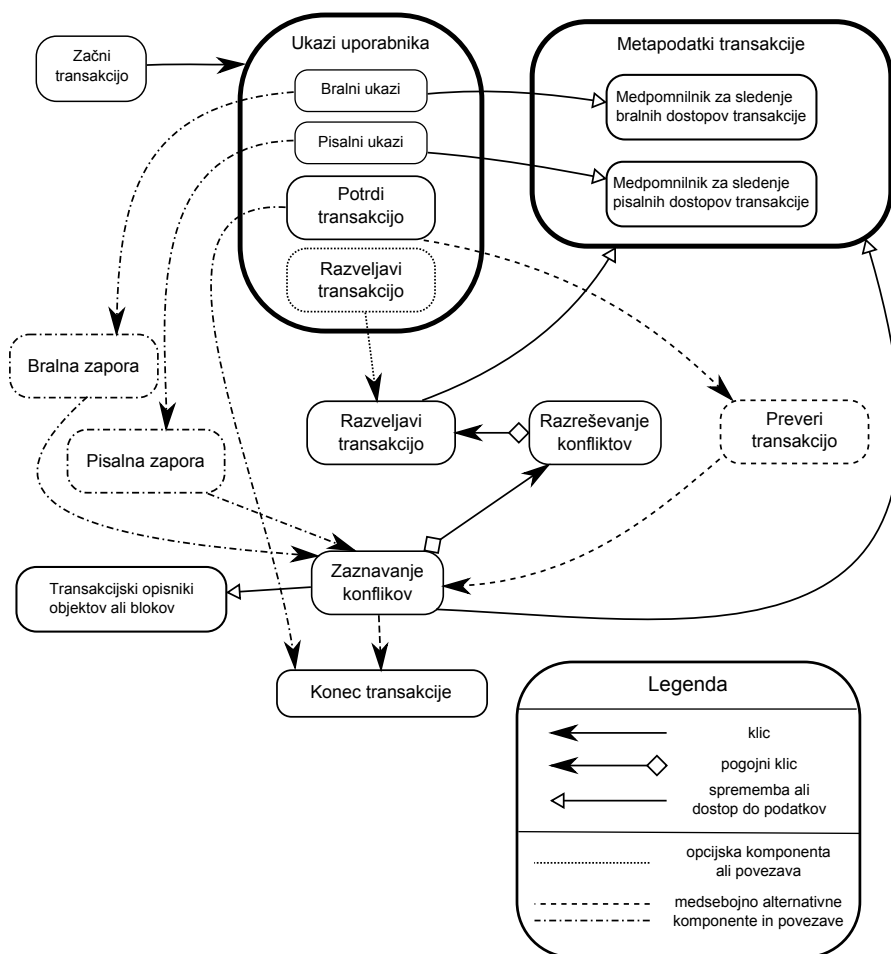 Začni
transakcijo
Ukazi uporabnika
Bralni ukazi
Pisalni ukazi
Potrdi
transakcijo
Razveljavi
transakcijo
Metapodatki transakcije
Medpomnilnik za sledenje
bralnih dostopov transakcije
Medpomnilnik za sledenje
pisalnih dostopov transakcije
Bralna zapora
Pisalna zapora
Razveljavi
transakcijo
Razreševanje
konfliktov
Preveri
transakcijo
Transakcijski opisniki
objektov ali blokov
Zaznavanje
konflikov
Konec transakcije
Legenda
klic
pogojni klic
sprememba ali
dostop do podatkov
opcijska komponenta
ali povezava
medsebojno alternativne
komponente in povezave